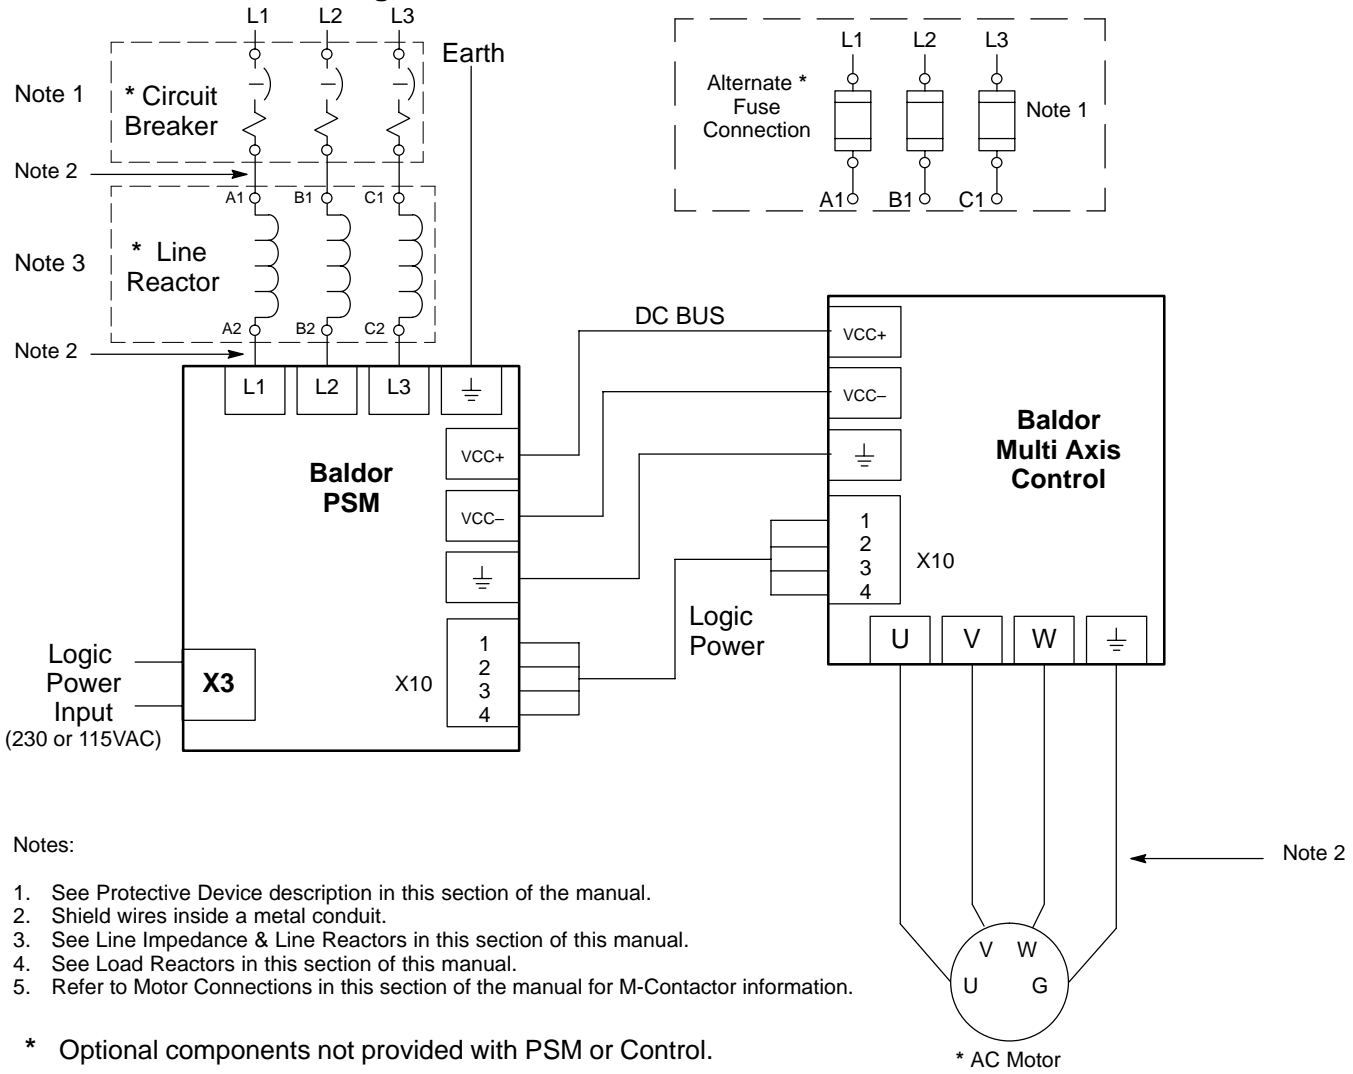 L1 L2 L3
Earth
Note 1
* Circuit
Breaker
Note 2
A1 B1 C1
Note 3
* Line
Reactor
A2 B2 C2
Note 2
L1 L2 L3
Alternate *
Fuse
Connection
L1 L2 L3
Note 1
A1 B1 C1
DC BUS
Baldor
PSM
VCC+
VCC–
X10
1
2
3
4
Logic
Power
Input
(230 or 115VAC)
X3
Logic
Power
VCC+
VCC–
Baldor
Multi Axis
Control
1
2
3
4
X10
U V W
Note 2
V W
U G
* AC Motor
Notes:
1. See Protective Device description in this section of the manual.
2. Shield wires inside a metal conduit.
3. See Line Impedance & Line Reactors in this section of this manual.
4. See Load Reactors in this section of this manual.
5. Refer to Motor Connections in this section of the manual for M-Contactor information.
* Optional components not provided with PSM or Control.